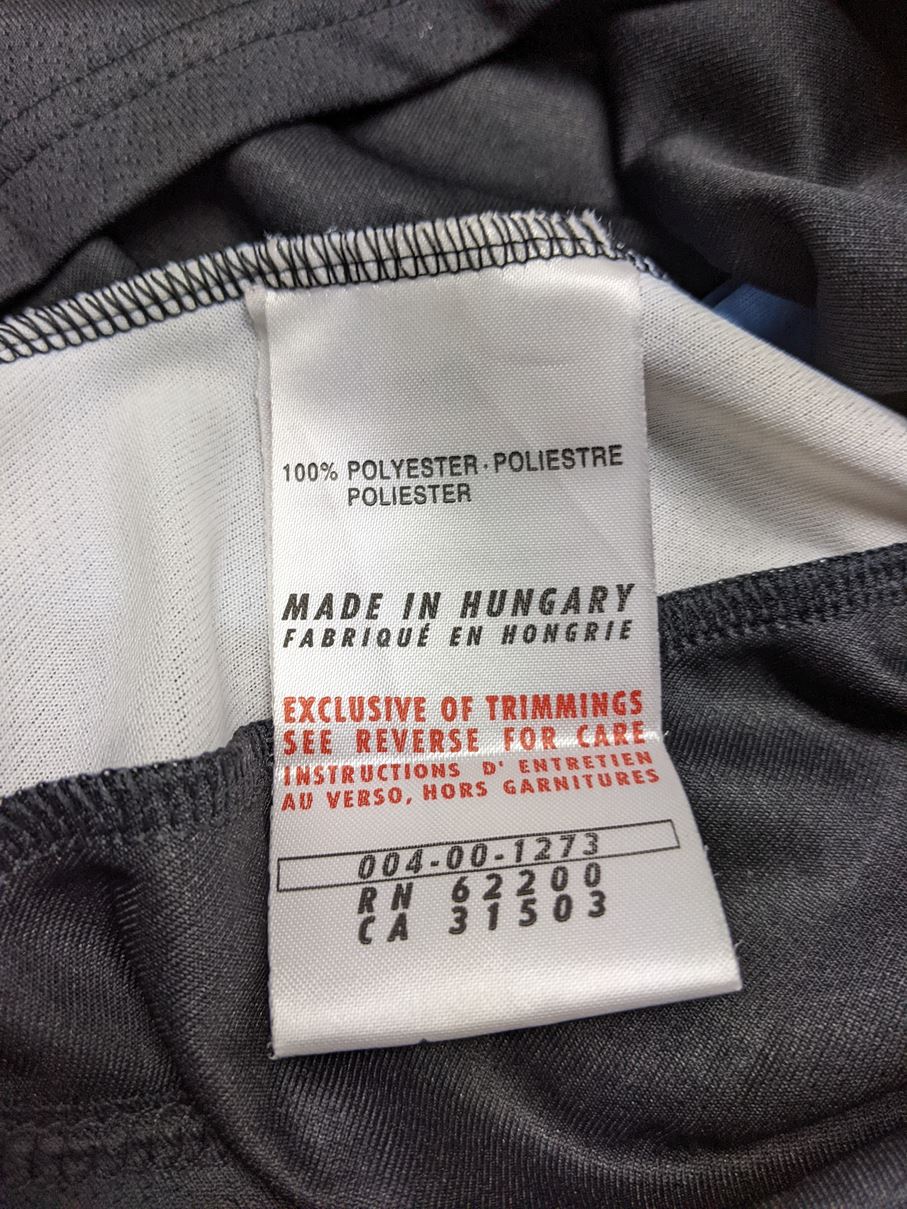 100% POLYESTER·POLIESTRE
POLIESTER
MADE IN HUNGARY
FABRIQUÉ EN HONGRIE
EXCLUSIVE OF TRIMMINGS
SEE REVERSE FOR CARE
INSTRUCTIONS D' ENTRETIEN
AU VERSO, HORS GARNITURES
004-00-1273
RN 62200
CA 31503